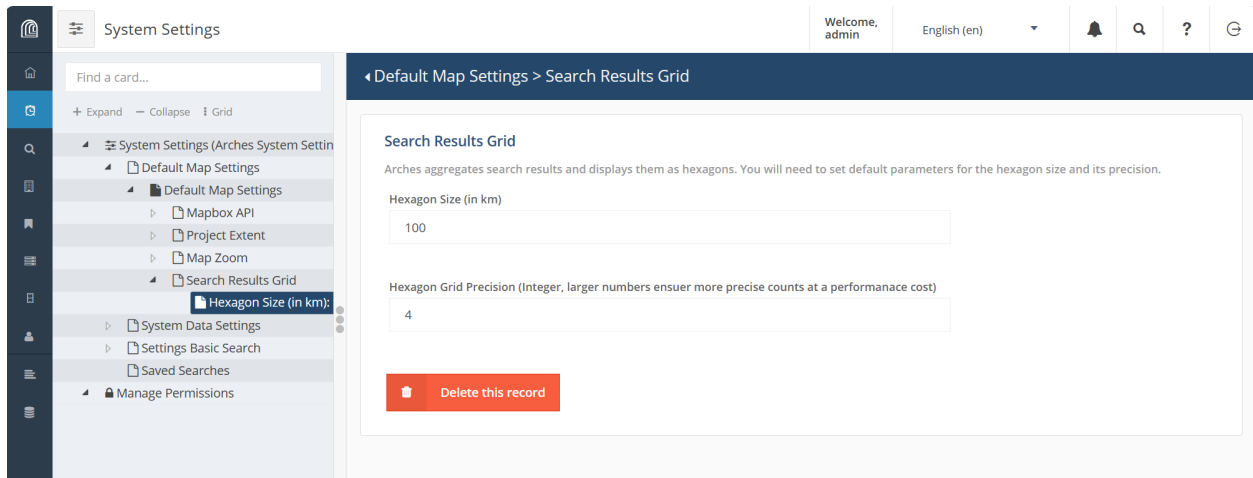 System Settings
Welcome,
admin
English (en)
?
Find a card...
+ Expand
− Collapse
Grid
System Settings (Arches System Settin
Default Map Settings
Default Map Settings
Mapbox API
Project Extent
Map Zoom
Search Results Grid
Hexagon Size (in km):
System Data Settings
Settings Basic Search
Saved Searches
Manage Permissions
Default Map Settings > Search Results Grid
Search Results Grid
Arches aggregates search results and displays them as hexagons. You will need to set default parameters for the hexagon size and its precision.
Hexagon Size (in km)
100
Hexagon Grid Precision (Integer, larger numbers ensuer more precise counts at a performanace cost)
4
Delete this record